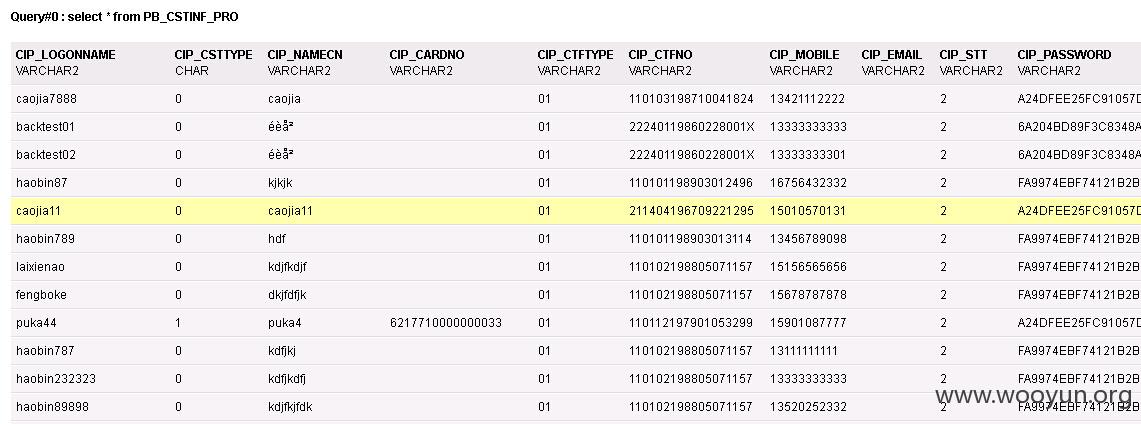 Query#0 : select * from PB_CSTINF_PRO
CIP_LOGONNAME CIP_CSTTYPE CIP_NAMECN CIP_CARDNO CIP_CTFTYPE CIP_CTFNO CIP_MOBILE CIP_EMAIL CIP_STT CIP_PASSWORD
VARCHAR2 CHAR VARCHAR2 VARCHAR2 VARCHAR2 VARCHAR2 VARCHAR2 VARCHAR2 VARCHAR2 VARCHAR2
caojia7888 0 caojia 01 110103198710041824 13421112222 2 A24DFEE25FC91057D
backtest01 0 éèå² 01 22240119860228001X 13333333333 2 6A204BD89F3C8348A
backtest02 0 éèå² 01 22240119860228001X 13333333301 2 6A204BD89F3C8348A
haobin87 0 kjkjk 01 110101198903012496 16756432332 2 FA9974EBF74121B2B
caojia11 0 caojia11 01 211404196709221295 15010570131 2 A24DFEE25FC91057D
haobin789 0 hdf 01 110101198903013114 13456789098 2 FA9974EBF74121B2B
laixienao 0 kdjfkdjf 01 110102198805071157 15156565656 2 FA9974EBF74121B2B
fengboke 0 dkjfdfjk 01 110102198805071157 15678787878 2 FA9974EBF74121B2B
puka44 1 puka4 6217710000000033 01 110112197901053299 15901087777 2 A24DFEE25FC91057D
haobin787 0 kdfjkj 01 110102198805071157 13111111111 2 FA9974EBF74121B2B
haobin232323 0 kdfjkdfj 01 110102198805071157 13333333333 2 FA9974EBF74121B2B
haobin89898 0 kdjfkjfdk 01 110102198805071157 13520252332 2 FA9974EBF74121B2B
www.wooyun.org